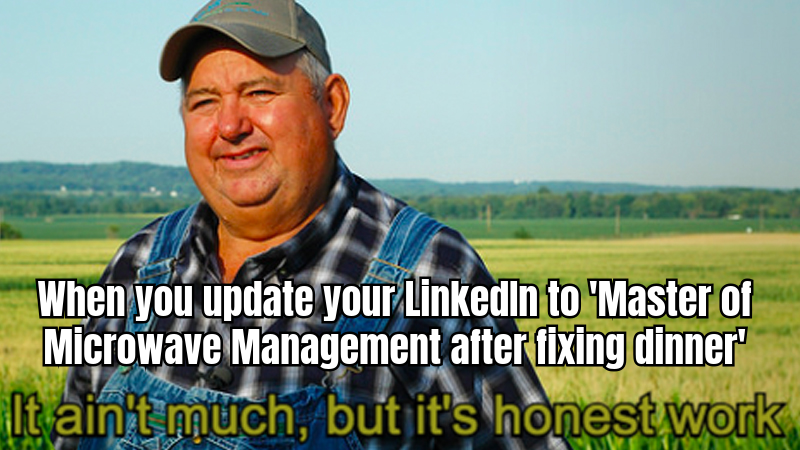 When you update your LinkedIn to 'Master of
Microwave Management after fixing dinner'
It ain't much, but it's honest work